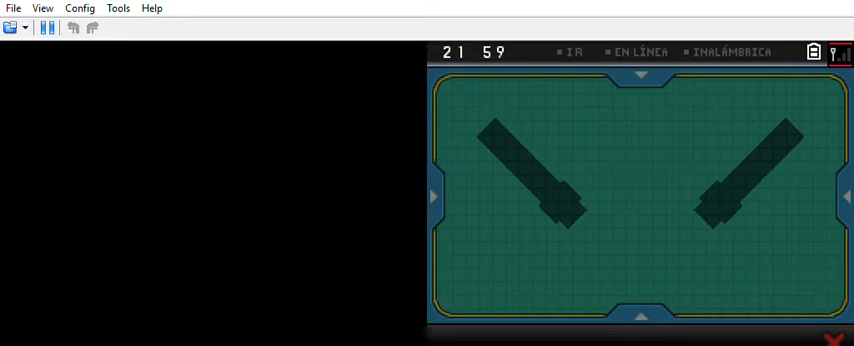 File View Config Tools Help
21 59 IR EN LÍNEA INALÁMBRICA